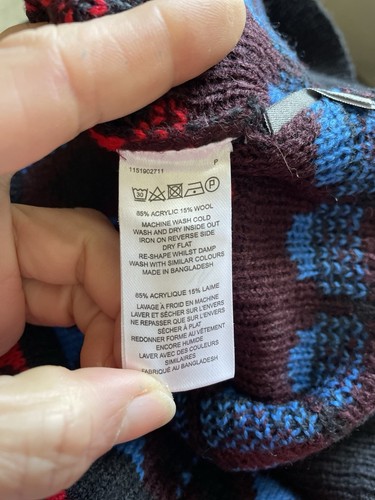 1151902711 P
30 P
85% ACRYLIC 15% WOOL
MACHINE WASH COLD
WASH AND DRY INSIDE OUT
IRON ON REVERSE SIDE
DRY FLAT
RE-SHAPE WHILST DAMP
WASH WITH SIMILAR COLOURS
MADE IN BANGLADESH
85% ACRYLIQUE 15% LAIME
LAVAGE À FROID EN MACHINE
LAVER ET SÉCHER SUR L'ENVERS
NE REPASSER QUE SUR L'ENVERS
SÉCHER À PLAT
REDONNER FORME AU VÊTEMENT
ENCORE HUMIDE
LAVER AVEC DES COULEURS
SIMILAIRES
FABRIQUÉ AU BANGLADESH